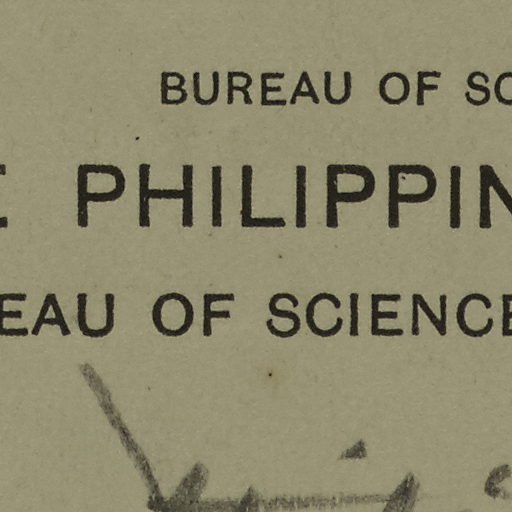 BUREAU OF SC
E PHILIPPIN
EAU OF SCIENCE